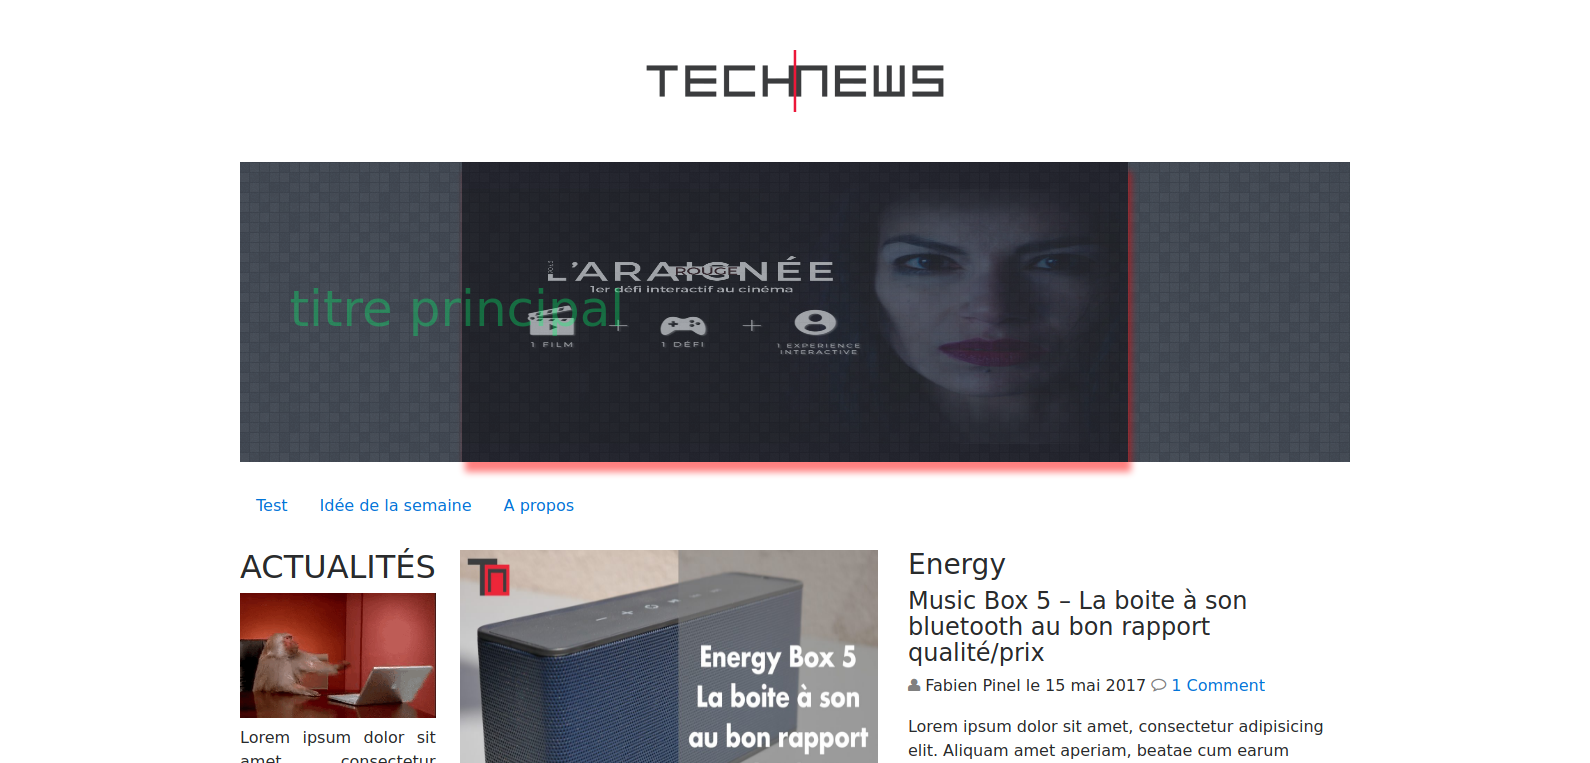 TECHNEWS
L'ARAIGNÉE
ROUGE
1er défi interactif au cinéma
titre principal
1 FILM + 1 DÉFI + 1 EXPERIENCE
INTERACTIVE
Test Idée de la semaine A propos
ACTUALITÉS
Lorem ipsum dolor sit
amet, consectetur
Tn
Energy Box 5
La boite à son
au bon rapport
Energy
Music Box 5 – La boite à son
bluetooth au bon rapport
qualité/prix
Fabien Pinel le 15 mai 2017 1 Comment
Lorem ipsum dolor sit amet, consectetur adipisicing
elit. Aliquam amet aperiam, beatae cum earum